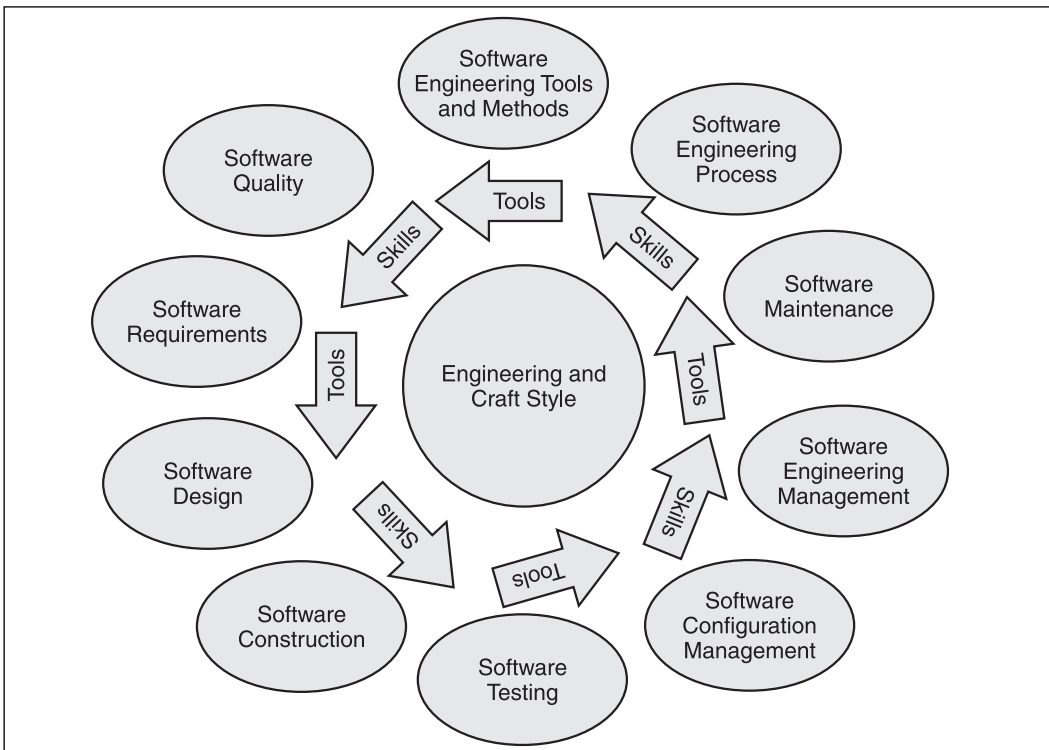 Software
Engineering Tools
and Methods
Software
Engineering
Process
Software
Quality
Tools
Skills
Skills
Software
Maintenance
Software
Requirements
Tools
Tools
Engineering and
Craft Style
Software
Design
Software
Engineering
Management
Skills
Skills
Tools
Software
Construction
Software
Configuration
Management
Software
Testing